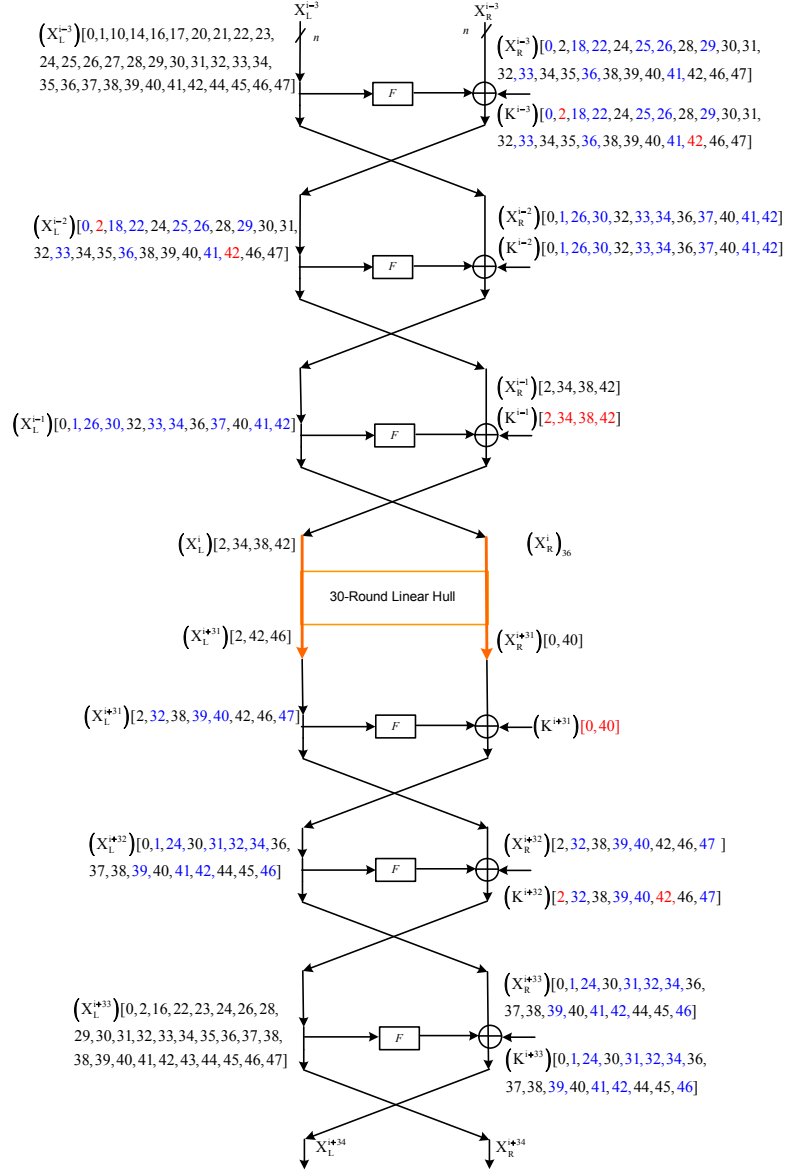 X_L^{i−3}
X_R^{i−3}
n
n
(X_L^{i−3})[0,1,10,14,16,17,20,21,22,23,
24,25,26,27,28,29,30,31,32,33,34,
35,36,37,38,39,40,41,42,44,45,46,47]
(X_R^{i−3})[0,2,18,22,24,25,26,28,29,30,31,
32,33,34,35,36,38,39,40,41,42,46,47]
F
(K^{i−3})[0,2,18,22,24,25,26,28,29,30,31,
32,33,34,35,36,38,39,40,41,42,46,47]
(X_L^{i−2})[0,2,18,22,24,25,26,28,29,30,31,
32,33,34,35,36,38,39,40,41,42,46,47]
(X_R^{i−2})[0,1,26,30,32,33,34,36,37,40,41,42]
(K^{i−2})[0,1,26,30,32,33,34,36,37,40,41,42]
F
(X_R^{i−1})[2,34,38,42]
(X_L^{i−1})[0,1,26,30,32,33,34,36,37,40,41,42]
(K^{i−1})[2,34,38,42]
F
(X_L^{i})[2,34,38,42]
(X_R^{i})_{36}
30-Round Linear Hull
(X_L^{i+31})[2,42,46]
(X_R^{i+31})[0,40]
(X_L^{i+31})[2,32,38,39,40,42,46,47]
F
(K^{i+31})[0,40]
(X_L^{i+32})[0,1,24,30,31,32,34,36,
37,38,39,40,41,42,44,45,46]
(X_R^{i+32})[2,32,38,39,40,42,46,47 ]
F
(K^{i+32})[2,32,38,39,40,42,46,47]
(X_L^{i+33})[0,2,16,22,23,24,26,28,
29,30,31,32,33,34,35,36,37,38,
38,39,40,41,42,43,44,45,46,47]
(X_R^{i+33})[0,1,24,30,31,32,34,36,
37,38,39,40,41,42,44,45,46]
F
(K^{i+33})[0,1,24,30,31,32,34,36,
37,38,39,40,41,42,44,45,46]
X_L^{i+34}
X_R^{i+34}